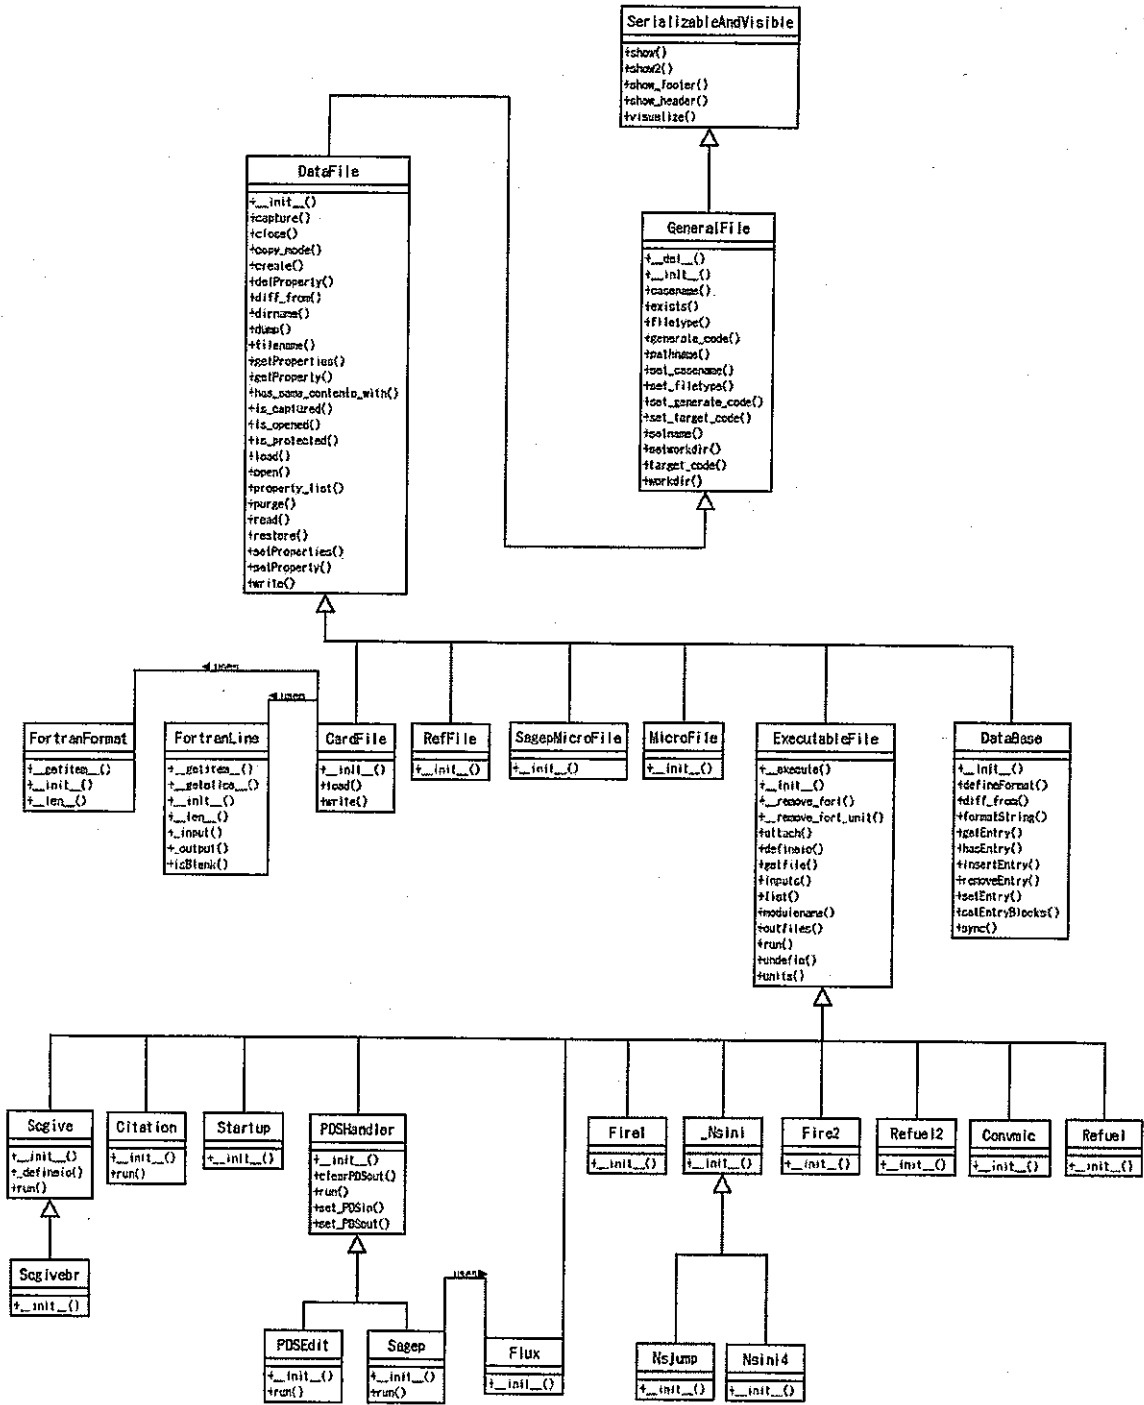 SerializableAndVisible
+show()
+show2()
+show_footer()
+show_header()
+visualize()
DataFile
+__init__()
+capture()
+close()
+copy_mode()
+create()
+delProperty()
+diff_from()
+dirname()
+dump()
+filename()
+getProperties()
+getProperty()
+has_same_contents_with()
+is_captured()
+is_opened()
+is_protected()
+load()
+open()
+property_list()
+purge()
+read()
+restore()
+setProperties()
+setProperty()
+write()
GeneralFile
+__del__()
+__init__()
+casename()
+exists()
+filetype()
+generate_code()
+pathname()
+set_casename()
+set_filetype()
+set_generate_code()
+set_target_code()
+setname()
+setworkdir()
+target_code()
+workdir()
uses
uses
FortranFormat
+__getitem__()
+__init__()
+__len__()
FortranLine
+__getitem__()
+__getslice__()
+__init__()
+__len__()
+_input()
+_output()
+isBlank()
CardFile
+__init__()
+load()
+write()
RefFile
+__init__()
SagepMicroFile
+__init__()
MicroFile
+__init__()
ExecutableFile
+__execute()
+__init__()
+__remove_fort()
+__remove_fort_unit()
+attach()
+definaio()
+getfile()
+inputs()
+list()
+modulename()
+outfiles()
+run()
+undefio()
+units()
DataBase
+__init__()
+defineFormat()
+diff_from()
+formatString()
+getEntry()
+hasEntry()
+insertEntry()
+removeEntry()
+setEntry()
+setEntryBlocks()
+sync()
Scgive
+__init__()
+_defineio()
+run()
Citation
+__init__()
+run()
Startup
+__init__()
PDSHandler
+__init__()
+clearPDSout()
+run()
+set_PDSin()
+set_PDSout()
Fire1
+__init__()
_Nsini
+__init__()
Fire2
+__init__()
Refuel2
+__init__()
Convmic
+__init__()
Refuel
+__init__()
Scgivebr
+__init__()
uses
PDSEdit
+__init__()
+run()
Sagep
+__init__()
+run()
Flux
+__init__()
NsJump
+__init__()
Nsini4
+__init__()